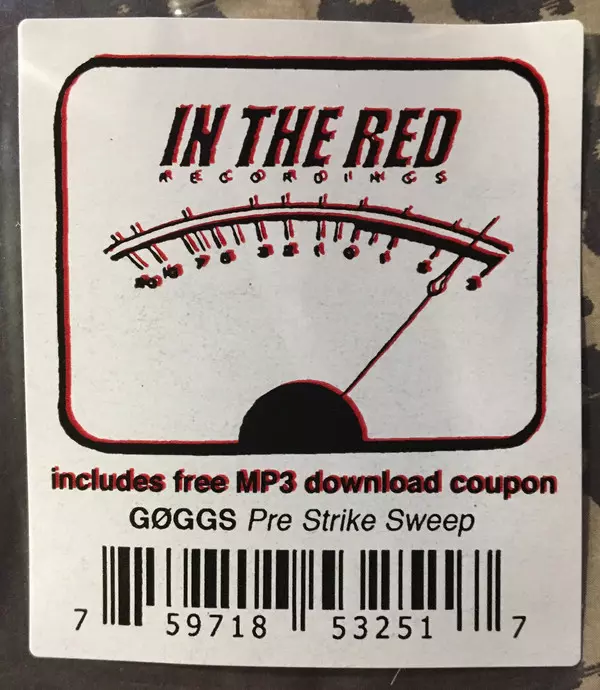 IN THE RED
RECORDINGS
includes free MP3 download coupon
GØGGS Pre Strike Sweep
7 59718 53251 7